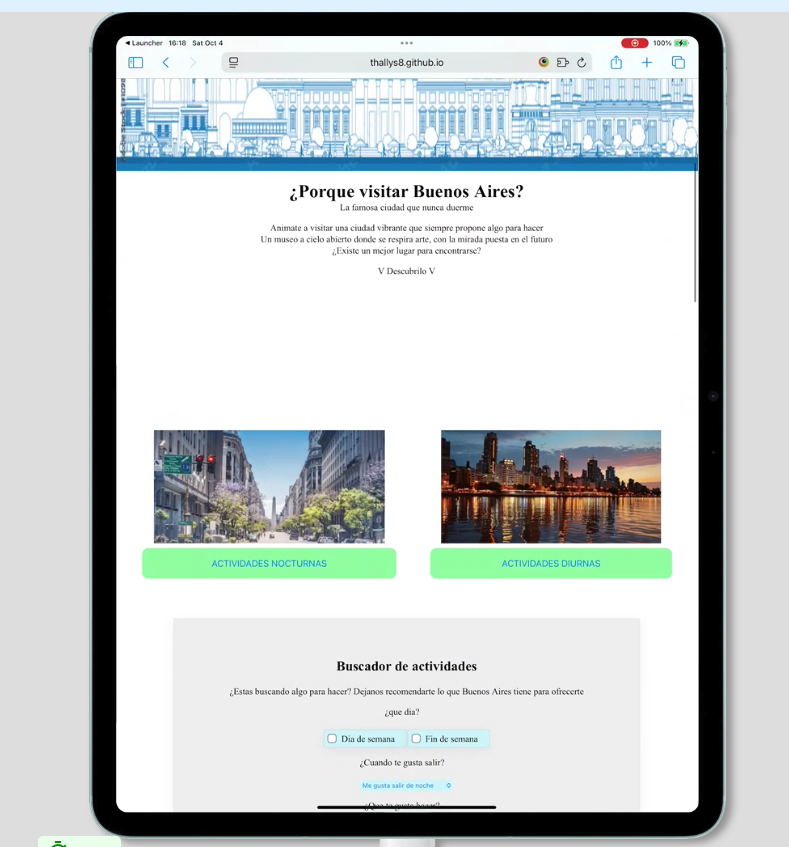 Launcher 16:18 Sat Oct 4
100%
thallys8.github.io
¿Porque visitar Buenos Aires?
La famosa ciudad que nunca duerme
Animate a visitar una ciudad vibrante que siempre propone algo para hacer
Un museo a cielo abierto donde se respira arte, con la mirada puesta en el futuro
¿Existe un mejor lugar para encontrarse?
V Descubrilo V
ACTIVIDADES NOCTURNAS
ACTIVIDADES DIURNAS
Buscador de actividades
¿Estas buscando algo para hacer? Dejanos recomendarte lo que Buenos Aires tiene para ofrecerte
¿que dia?
Dia de semana
Fin de semana
¿Cuando te gusta salir?
Me gusta salir de noche
¿Que te gusta hacer?